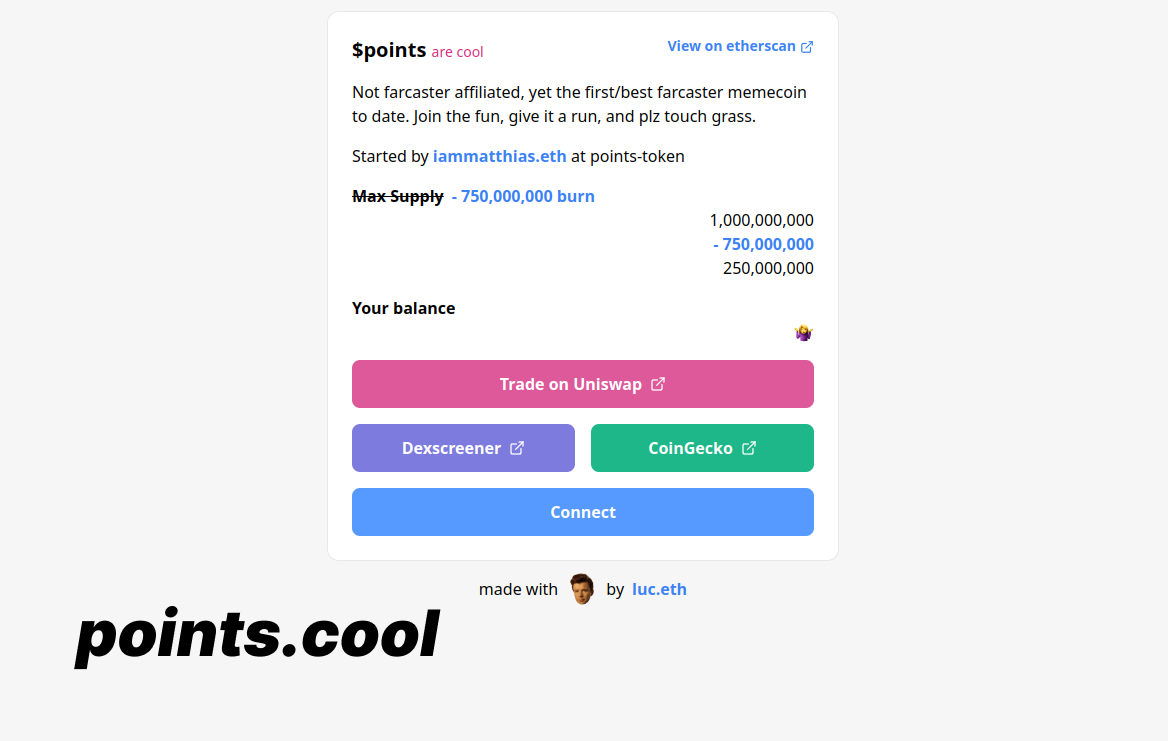 $points are cool
View on etherscan
Not farcaster affiliated, yet the first/best farcaster memecoin
to date. Join the fun, give it a run, and plz touch grass.
Started by iammatthias.eth at points-token
Max Supply - 750,000,000 burn
1,000,000,000
- 750,000,000
250,000,000
Your balance
Trade on Uniswap
Dexscreener
CoinGecko
Connect
made with by luc.eth
points.cool